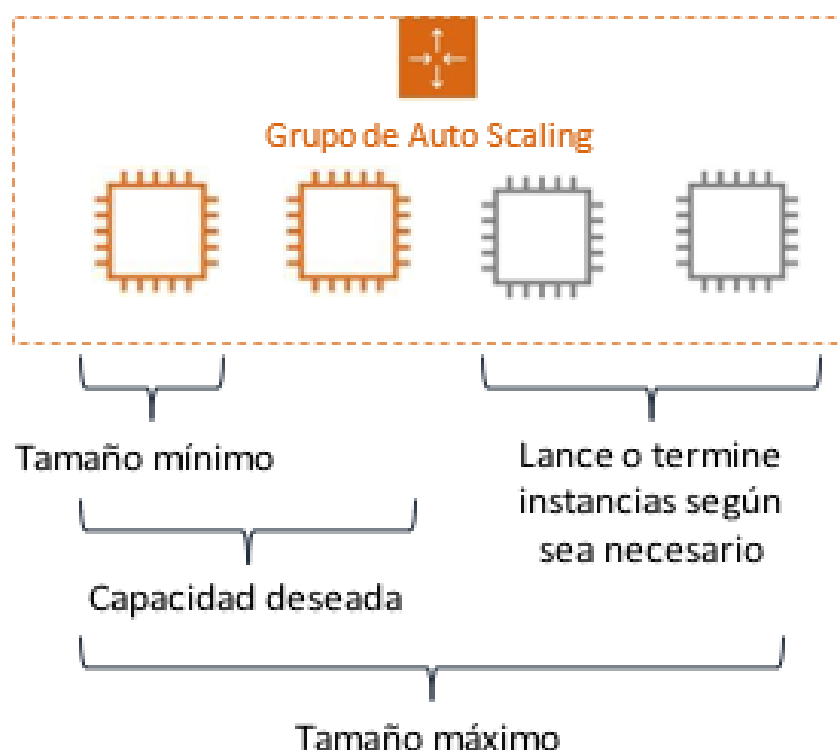 Grupo de Auto Scaling
Tamaño mínimo
Lance o termine
instancias según
sea necesario
Capacidad deseada
Tamaño máximo